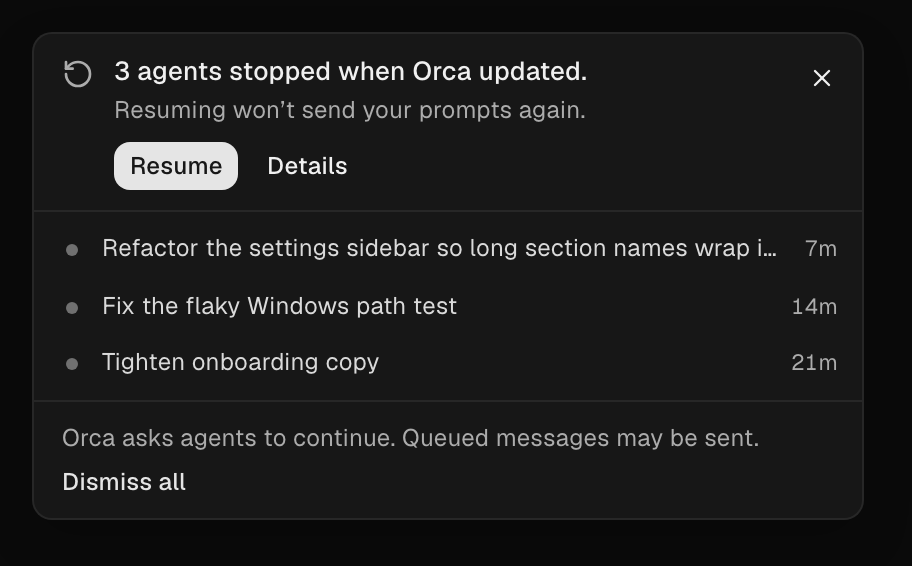 3 agents stopped when Orca updated.
Resuming won’t send your prompts again.
Resume Details
Refactor the settings sidebar so long section names wrap i… 7m
Fix the flaky Windows path test 14m
Tighten onboarding copy 21m
Orca asks agents to continue. Queued messages may be sent.
Dismiss all